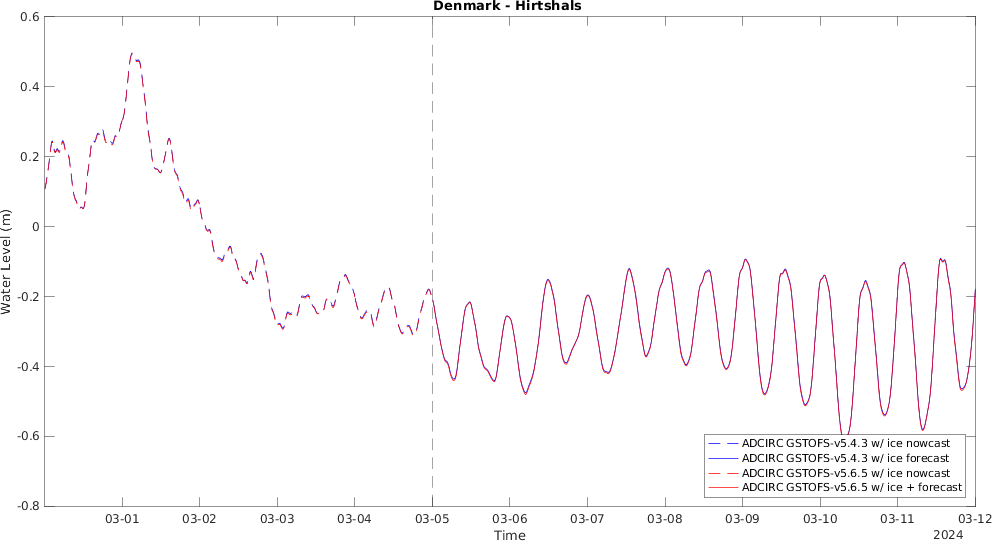 Denmark - Hirtshals
0.6
0.4
0.2
0
-0.2
-0.4
-0.6
-0.8
Water Level (m)
ADCIRC GSTOFS-v5.4.3 w/ ice nowcast
ADCIRC GSTOFS-v5.4.3 w/ ice forecast
ADCIRC GSTOFS-v5.6.5 w/ ice nowcast
ADCIRC GSTOFS-v5.6.5 w/ ice + forecast
03-01 03-02 03-03 03-04 03-05 03-06 03-07 03-08 03-09 03-10 03-11 03-12
Time
2024